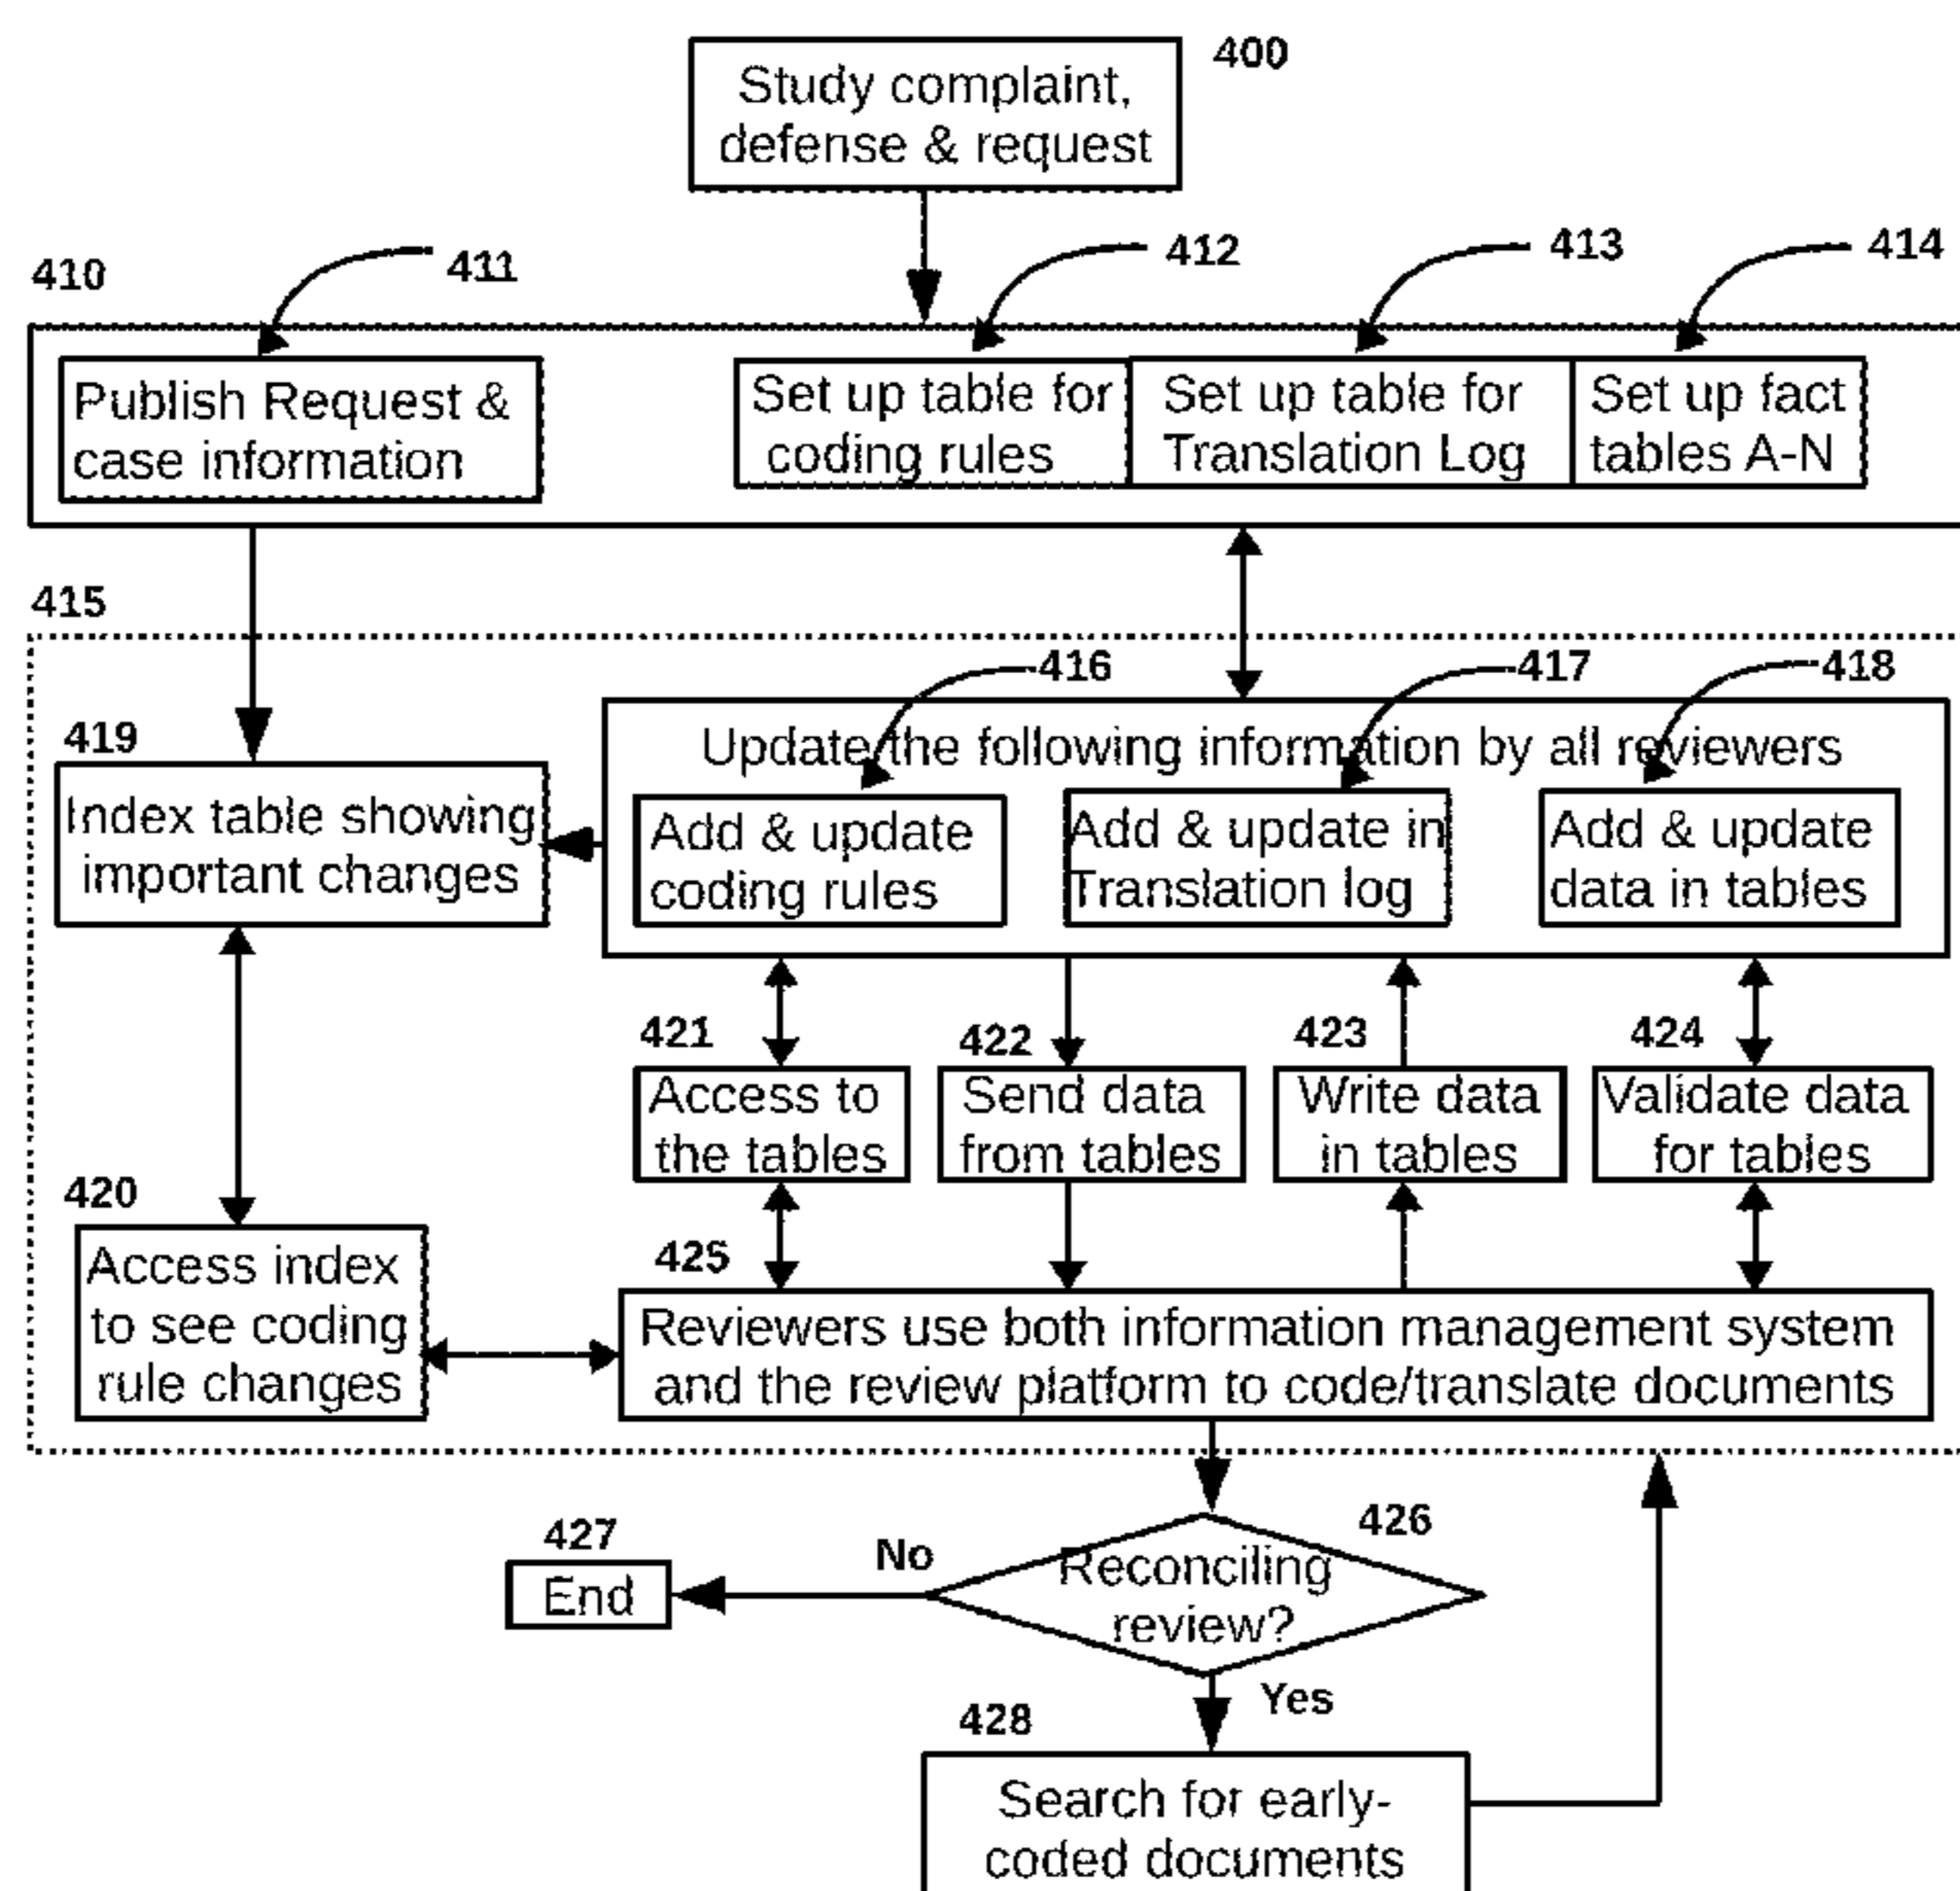 400
Study complaint,
defense & request
410
411
412
413
414
Publish Request &
case information
Set up table for
coding rules
Set up table for
Translation Log
Set up fact
tables A-N
415
416
417
418
419
Update the following information by all reviewers
Index table showing
important changes
Add & update
coding rules
Add & update in
Translation log
Add & update
data in tables
421
422
423
424
Access to
the tables
Send data
from tables
Write data
in tables
Validate data
for tables
420
425
Access index
to see coding
rule changes
Reviewers use both information management system
and the review platform to code/translate documents
426
427
No
End
Reconciling
review?
Yes
428
Search for early-
coded documents